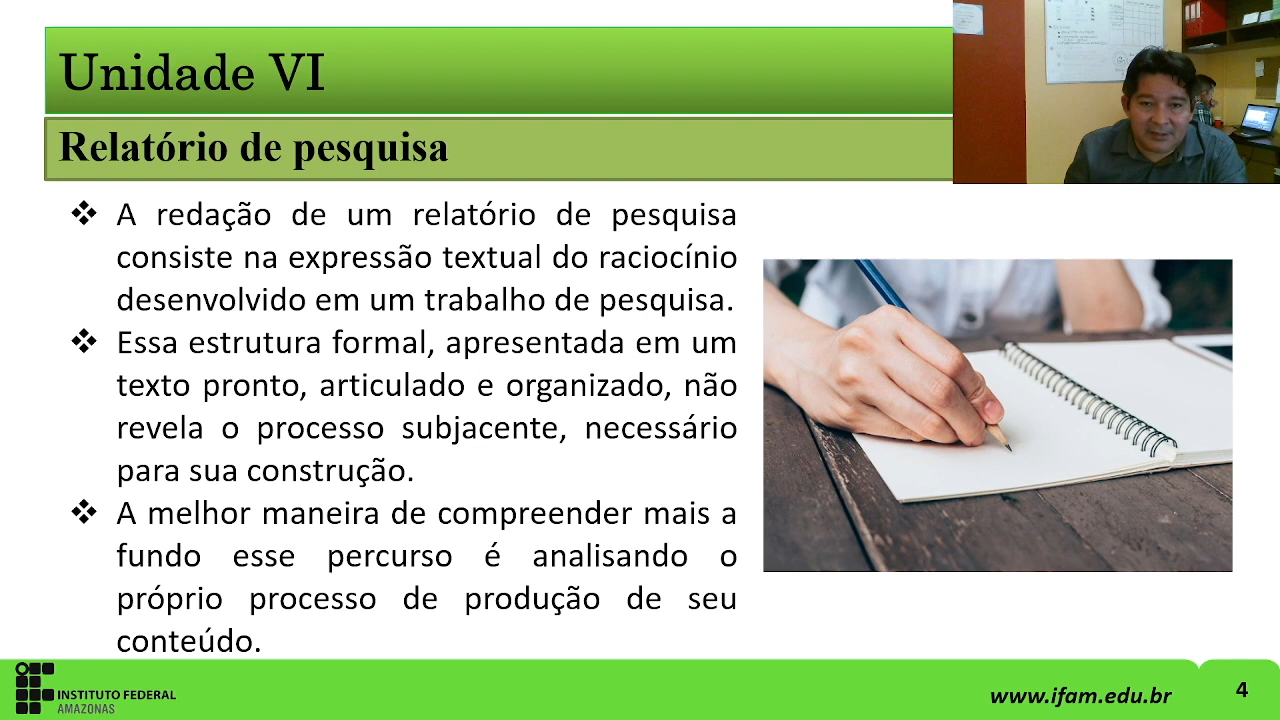 Unidade VI
Relatório de pesquisa
❖ A redação de um relatório de pesquisa
consiste na expressão textual do raciocínio
desenvolvido em um trabalho de pesquisa.
❖ Essa estrutura formal, apresentada em um
texto pronto, articulado e organizado, não
revela o processo subjacente, necessário
para sua construção.
❖ A melhor maneira de compreender mais a
fundo esse percurso é analisando o
próprio processo de produção de seu
conteúdo.
INSTITUTO FEDERAL
AMAZONAS
www.ifam.edu.br
4